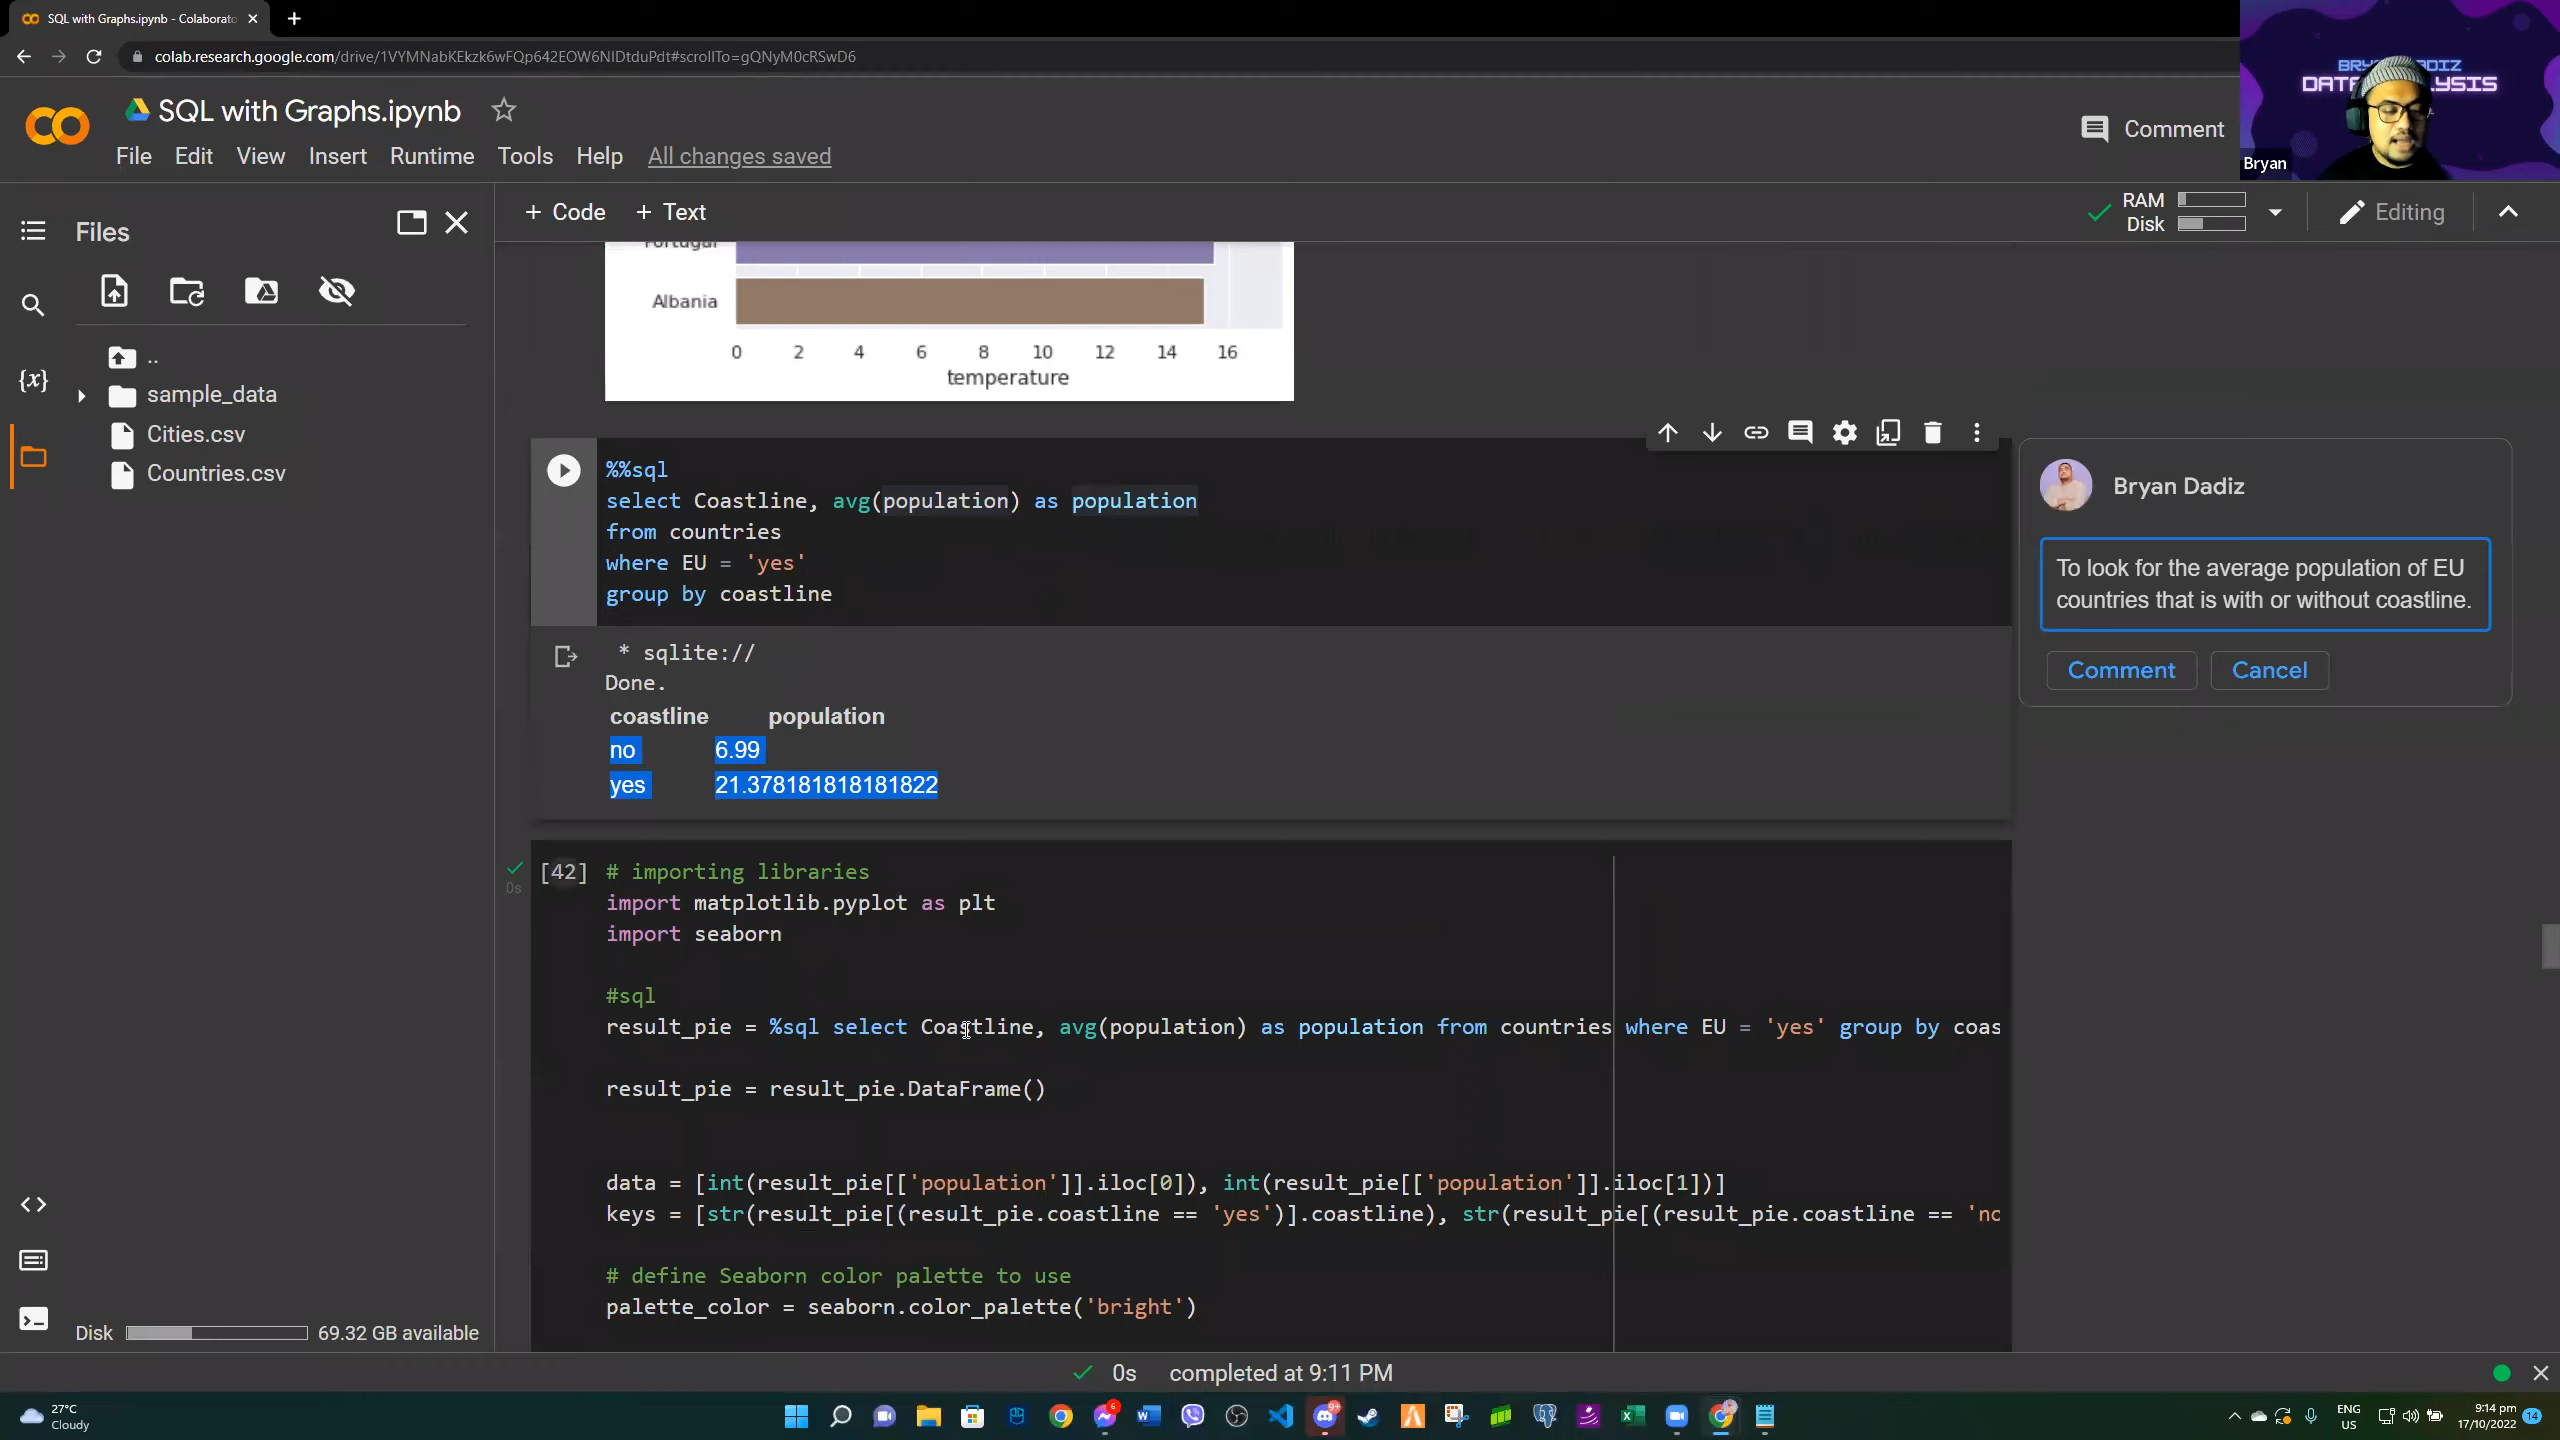 SQL with Graphs.ipynb - Colaborato
colab.research.google.com/drive/1VYMNabKEkzk6wFQp642EOW6NIDtduPdt#scrollTo=gQNyM0cRSwD6
SQL with Graphs.ipynb
File Edit View Insert Runtime Tools Help All changes saved
Comment
Bryan
Files
+ Code + Text
RAM
Disk
Editing
..
sample_data
Cities.csv
Countries.csv
Portugal
Albania
0 2 4 6 8 10 12 14 16
temperature
%%sql
select Coastline, avg(population) as population
from countries
where EU = 'yes'
group by coastline
* sqlite://
Done.
coastline population
no 6.99
yes 21.378181818181822
Bryan Dadiz
To look for the average population of EU
countries that is with or without coastline.
Comment Cancel
[42]
0s
# importing libraries
import matplotlib.pyplot as plt
import seaborn
#sql
result_pie = %sql select Coastline, avg(population) as population from countries where EU = 'yes' group by coas
result_pie = result_pie.DataFrame()
data = [int(result_pie[['population']].iloc[0]), int(result_pie[['population']].iloc[1])]
keys = [str(result_pie[(result_pie.coastline == 'yes')].coastline), str(result_pie[(result_pie.coastline == 'no
# define Seaborn color palette to use
palette_color = seaborn.color_palette('bright')
Disk 69.32 GB available
0s completed at 9:11 PM
27°C
Cloudy
ENG
US
9:14 pm
17/10/2022
14